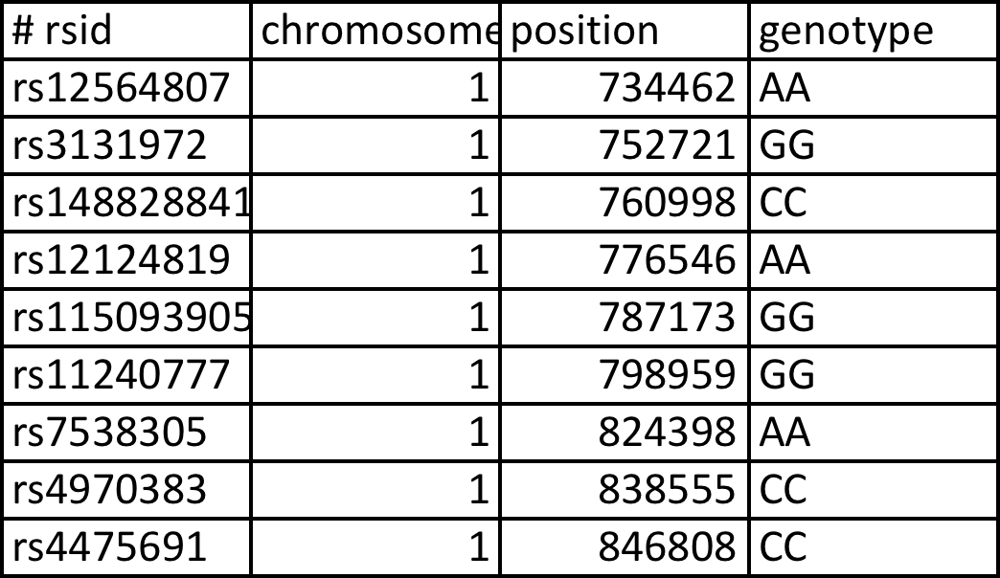 # rsid chromosome position genotype
rs12564807 1 734462 AA
rs3131972 1 752721 GG
rs148828841 1 760998 CC
rs12124819 1 776546 AA
rs115093905 1 787173 GG
rs11240777 1 798959 GG
rs7538305 1 824398 AA
rs4970383 1 838555 CC
rs4475691 1 846808 CC